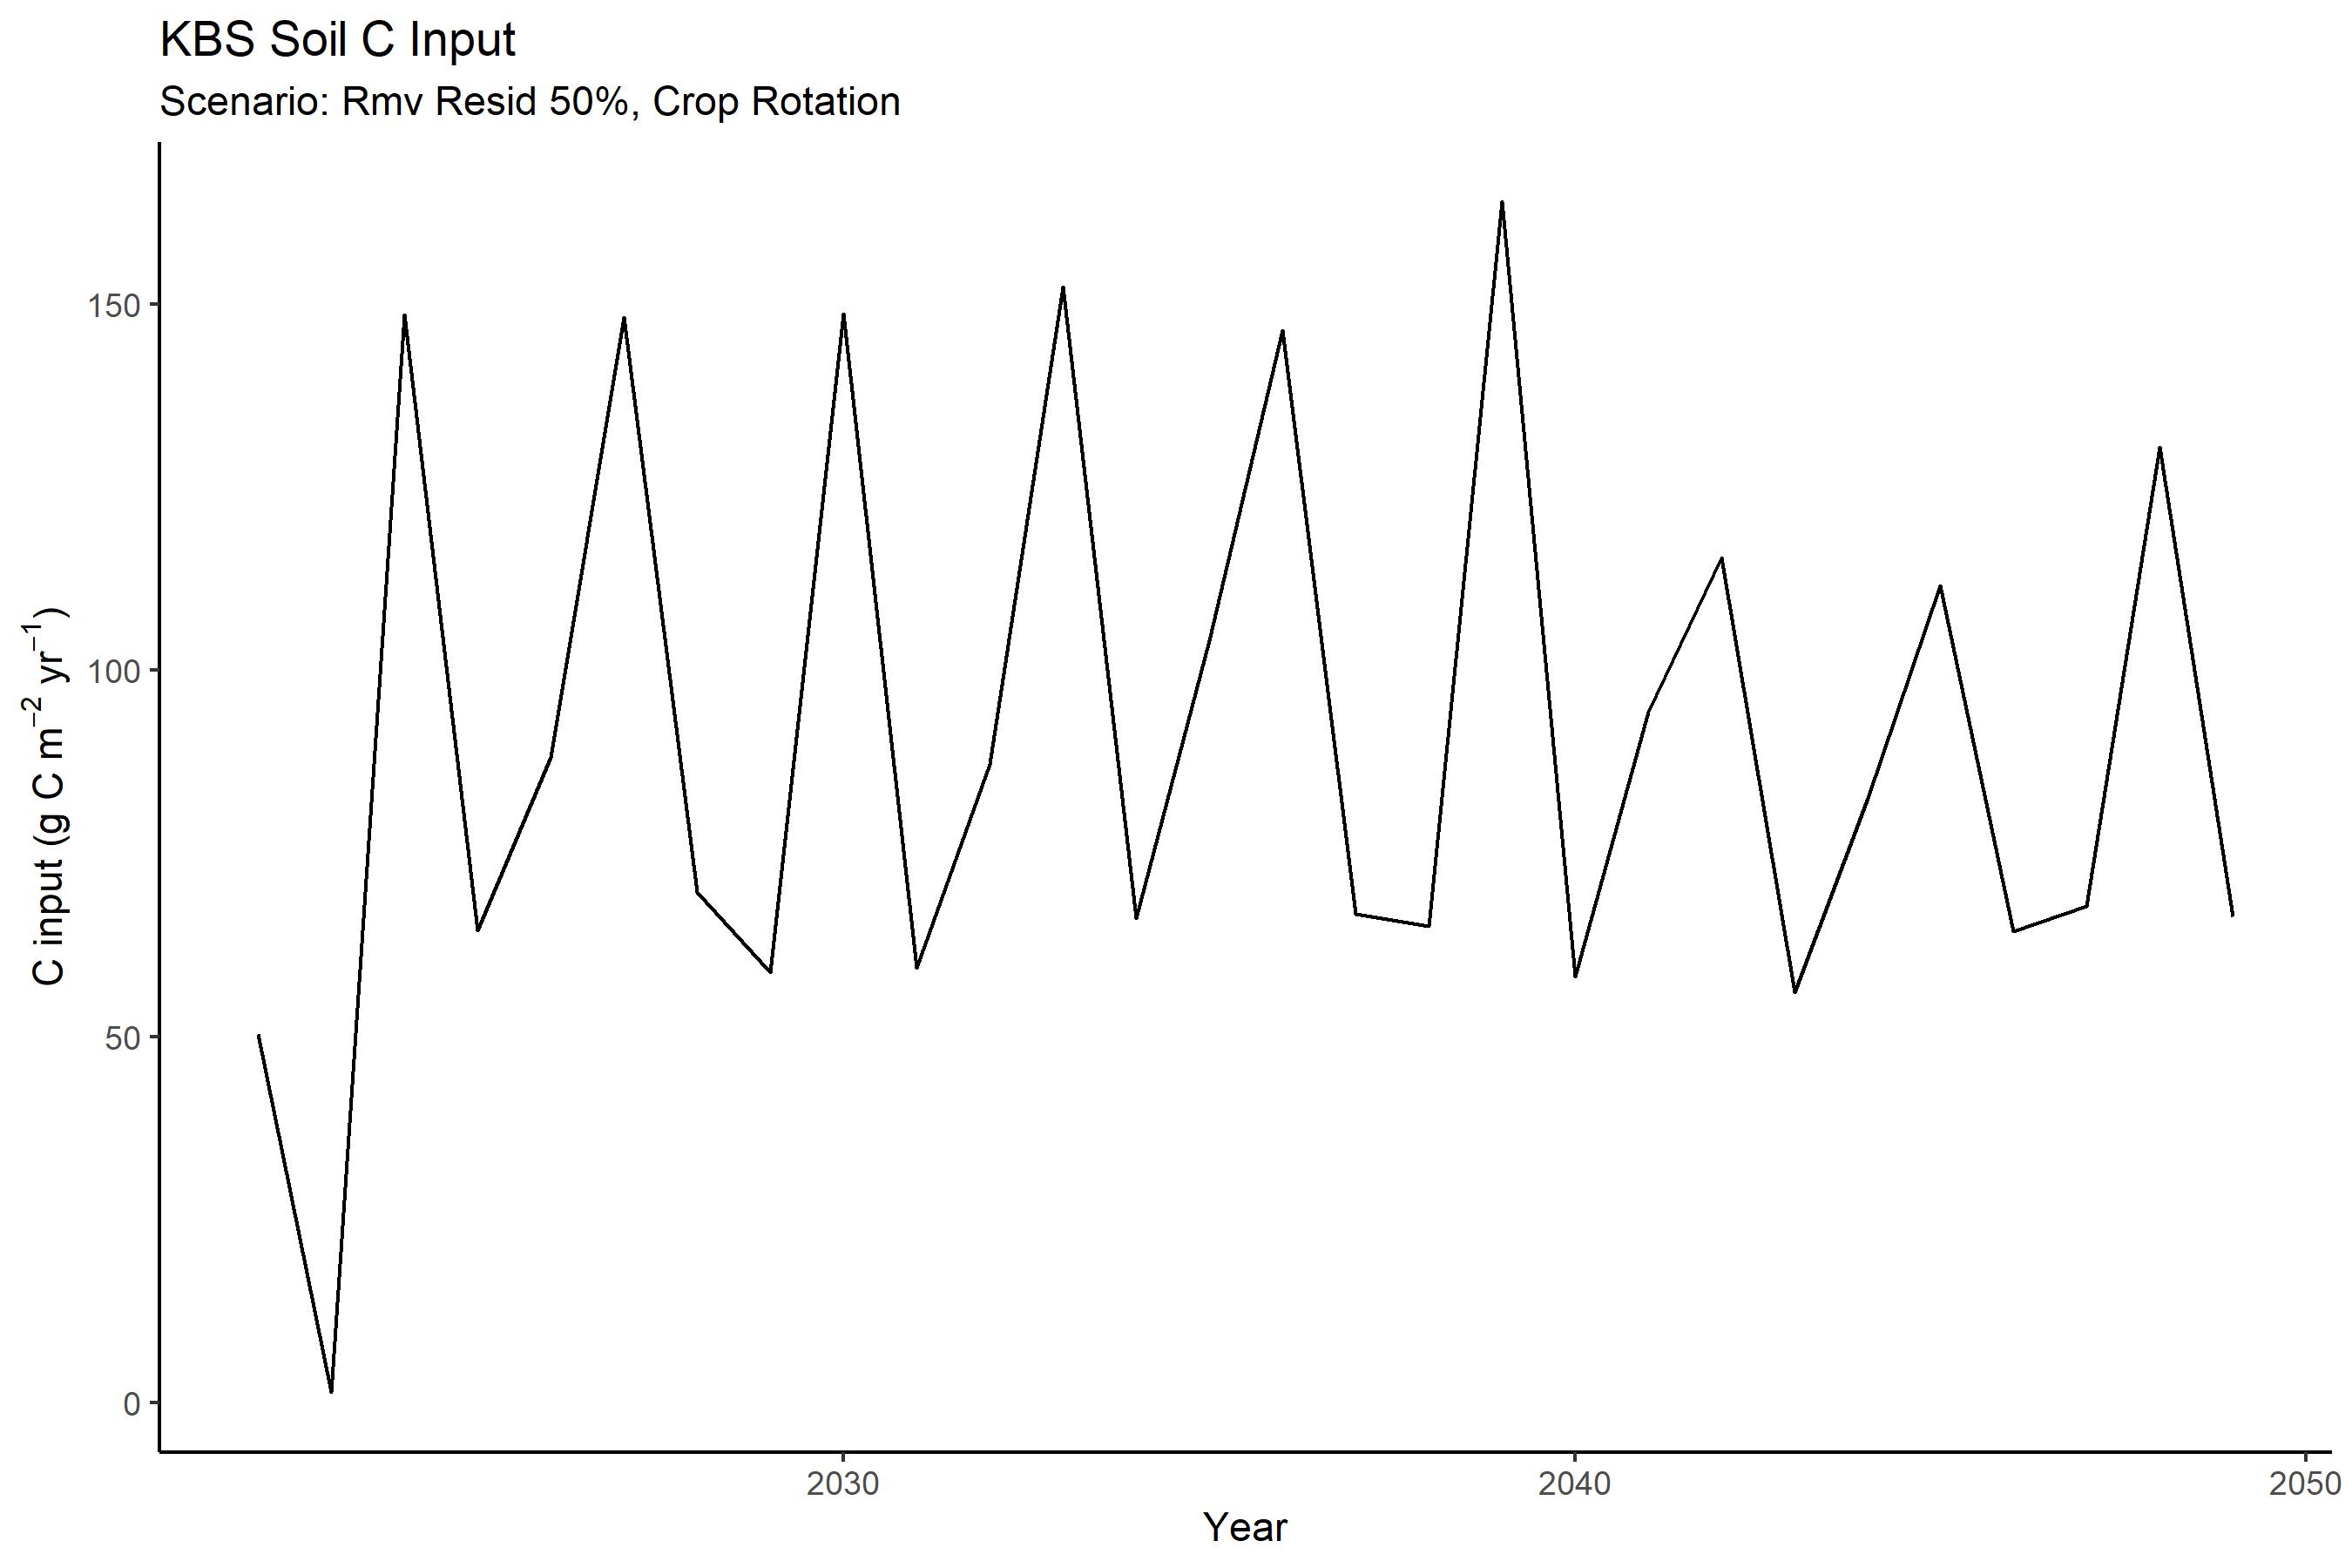 KBS Soil C Input
Scenario: Rmv Resid 50%, Crop Rotation
C input (g C m⁻² yr⁻¹)
150
100
50
0
2030
2040
2050
Year